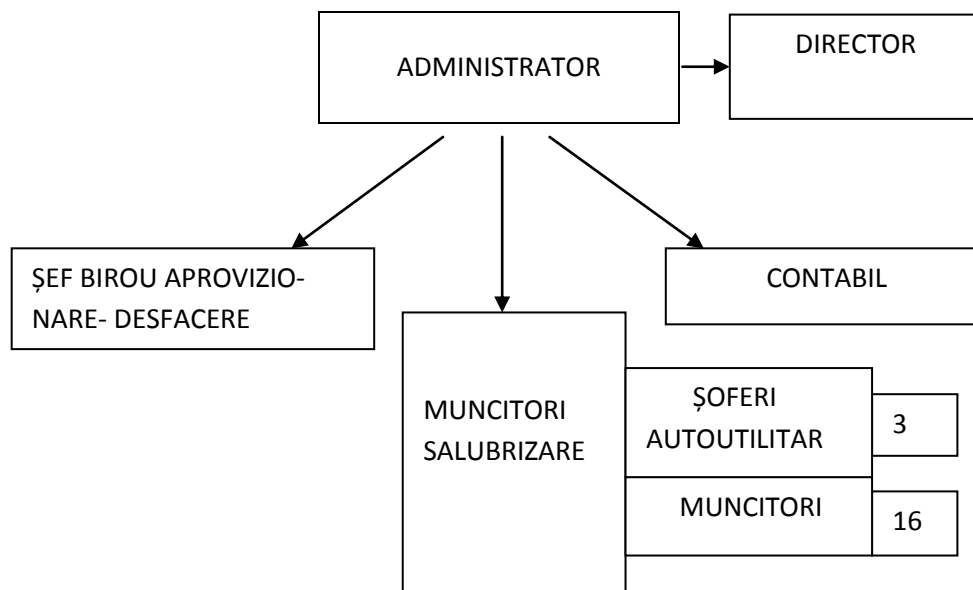 ADMINISTRATOR
DIRECTOR
ȘEF BIROU APROVIZIO-
NARE- DESFACERE
CONTABIL
MUNCITORI
SALUBRIZARE
ȘOFERI
AUTOUTILITAR
3
MUNCITORI
16